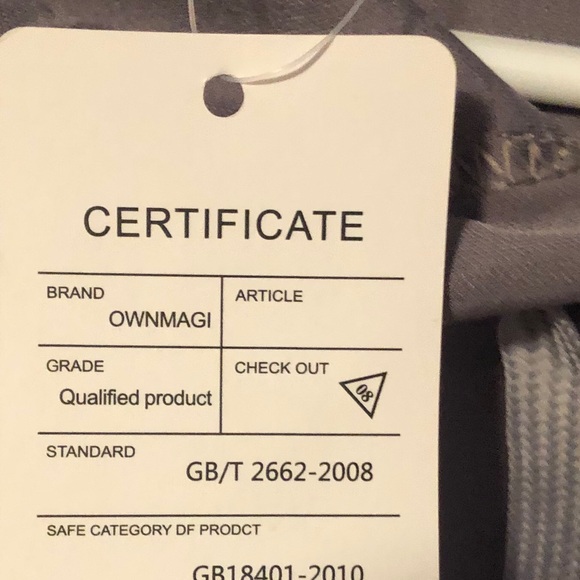 CERTIFICATE
BRAND
OWNMAGI
ARTICLE
GRADE
Qualified product
CHECK OUT
08
STANDARD
GB/T 2662-2008
SAFE CATEGORY DF PRODCT
GB18401-2010